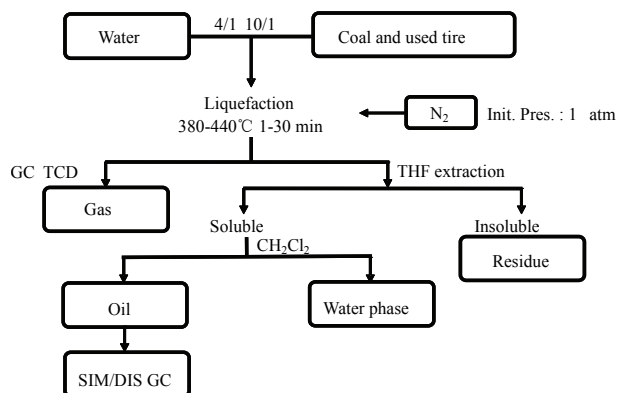 4/1 10/1
Water
Coal and used tire
Liquefaction
380-440℃ 1-30 min
N₂
Init. Pres. : 1 atm
GC TCD
THF extraction
Gas
Soluble
Insoluble
CH₂Cl₂
Residue
Oil
Water phase
SIM/DIS GC